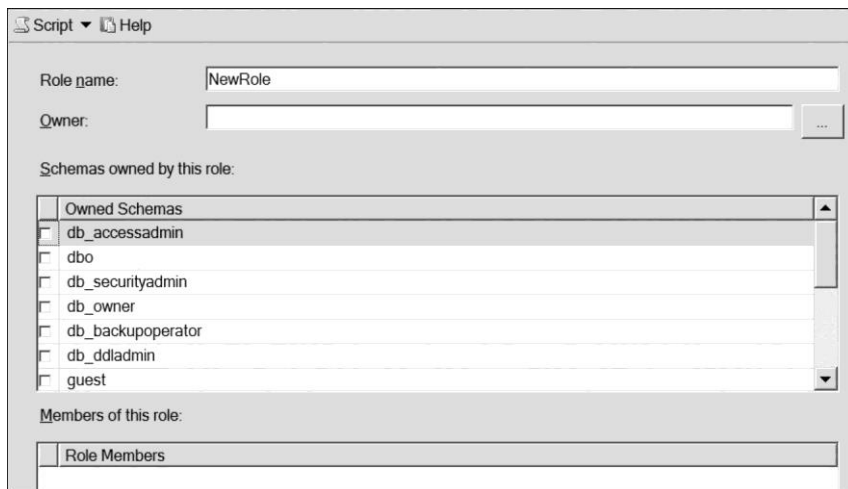 Script Help
Role name: NewRole
Owner: ...
Schemas owned by this role:
Owned Schemas
db_accessadmin
dbo
db_securityadmin
db_owner
db_backupoperator
db_ddladmin
guest
Members of this role:
Role Members